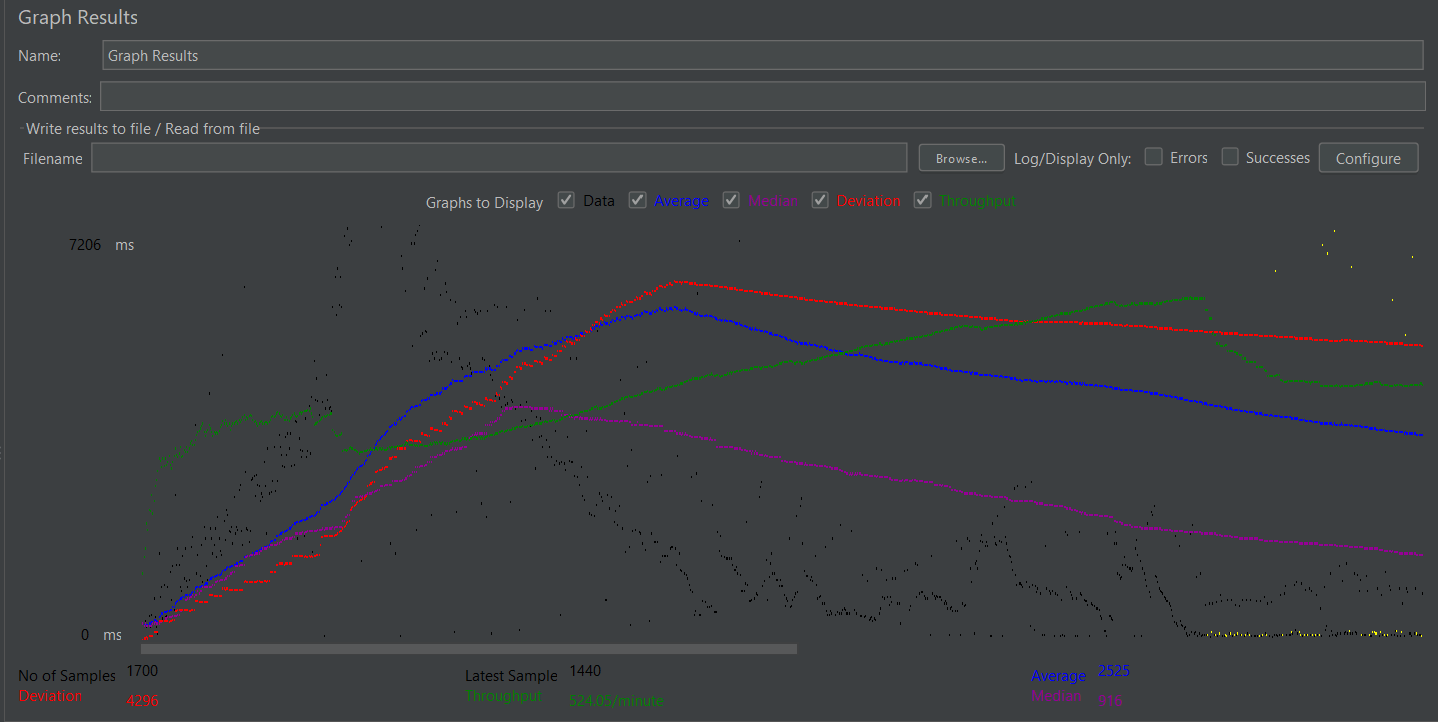 Graph Results
Name: Graph Results
Comments:
Write results to file / Read from file
Filename Browse... Log/Display Only: Errors Successes Configure
Graphs to Display Data Average Median Deviation Throughput
7206 ms
0 ms
No of Samples 1700 Latest Sample 1440 Average 2525
Deviation 4296 Throughput 524.05/minute Median